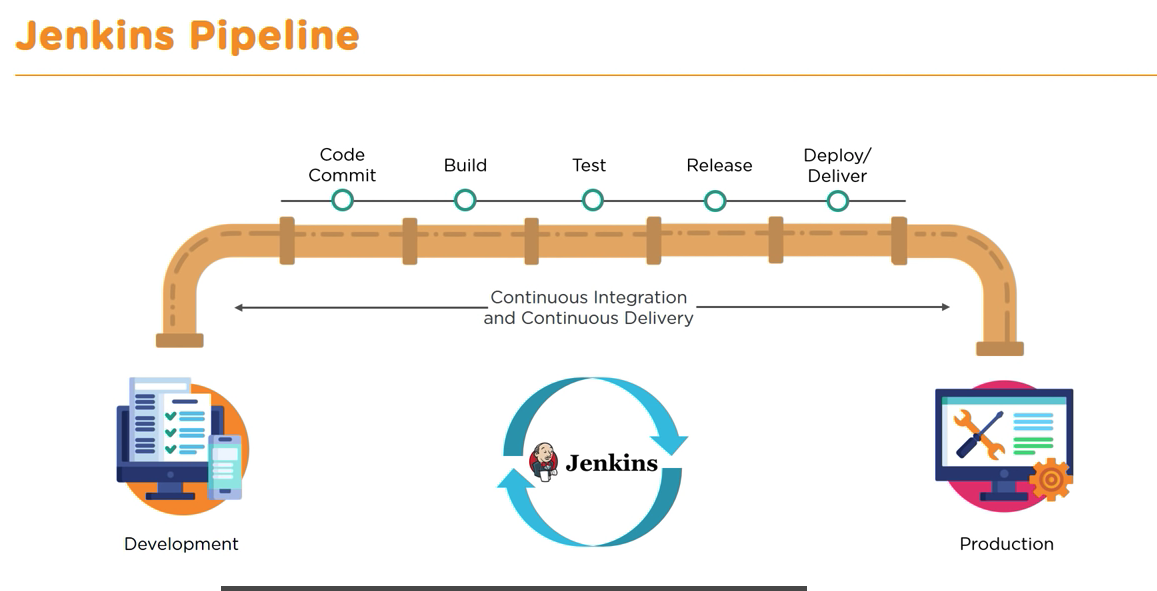 Jenkins Pipeline
Code
Commit
Build
Test
Release
Deploy/
Deliver
Continuous Integration
and Continuous Delivery
Jenkins
Development
Production